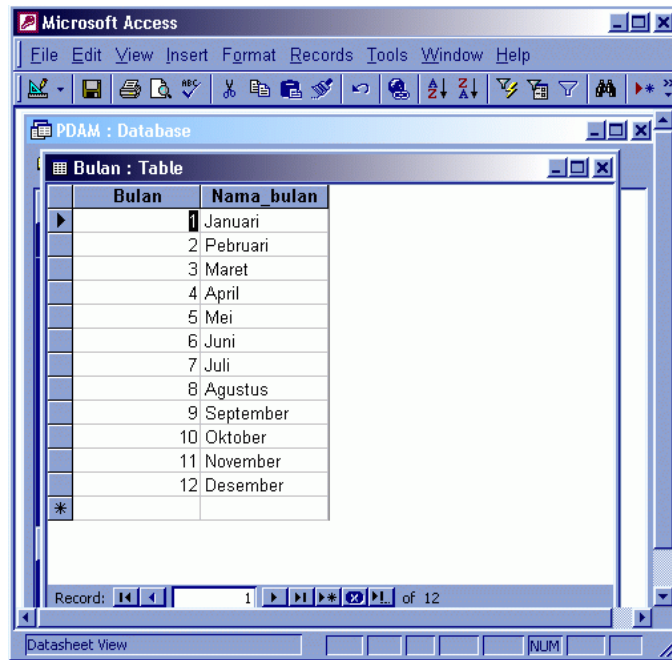 Microsoft Access
File Edit View Insert Format Records Tools Window Help
PDAM : Database
Bulan : Table
Bulan Nama_bulan
1 Januari
2 Pebruari
3 Maret
4 April
5 Mei
6 Juni
7 Juli
8 Agustus
9 September
10 Oktober
11 November
12 Desember
Record: 1 of 12
Datasheet View NUM